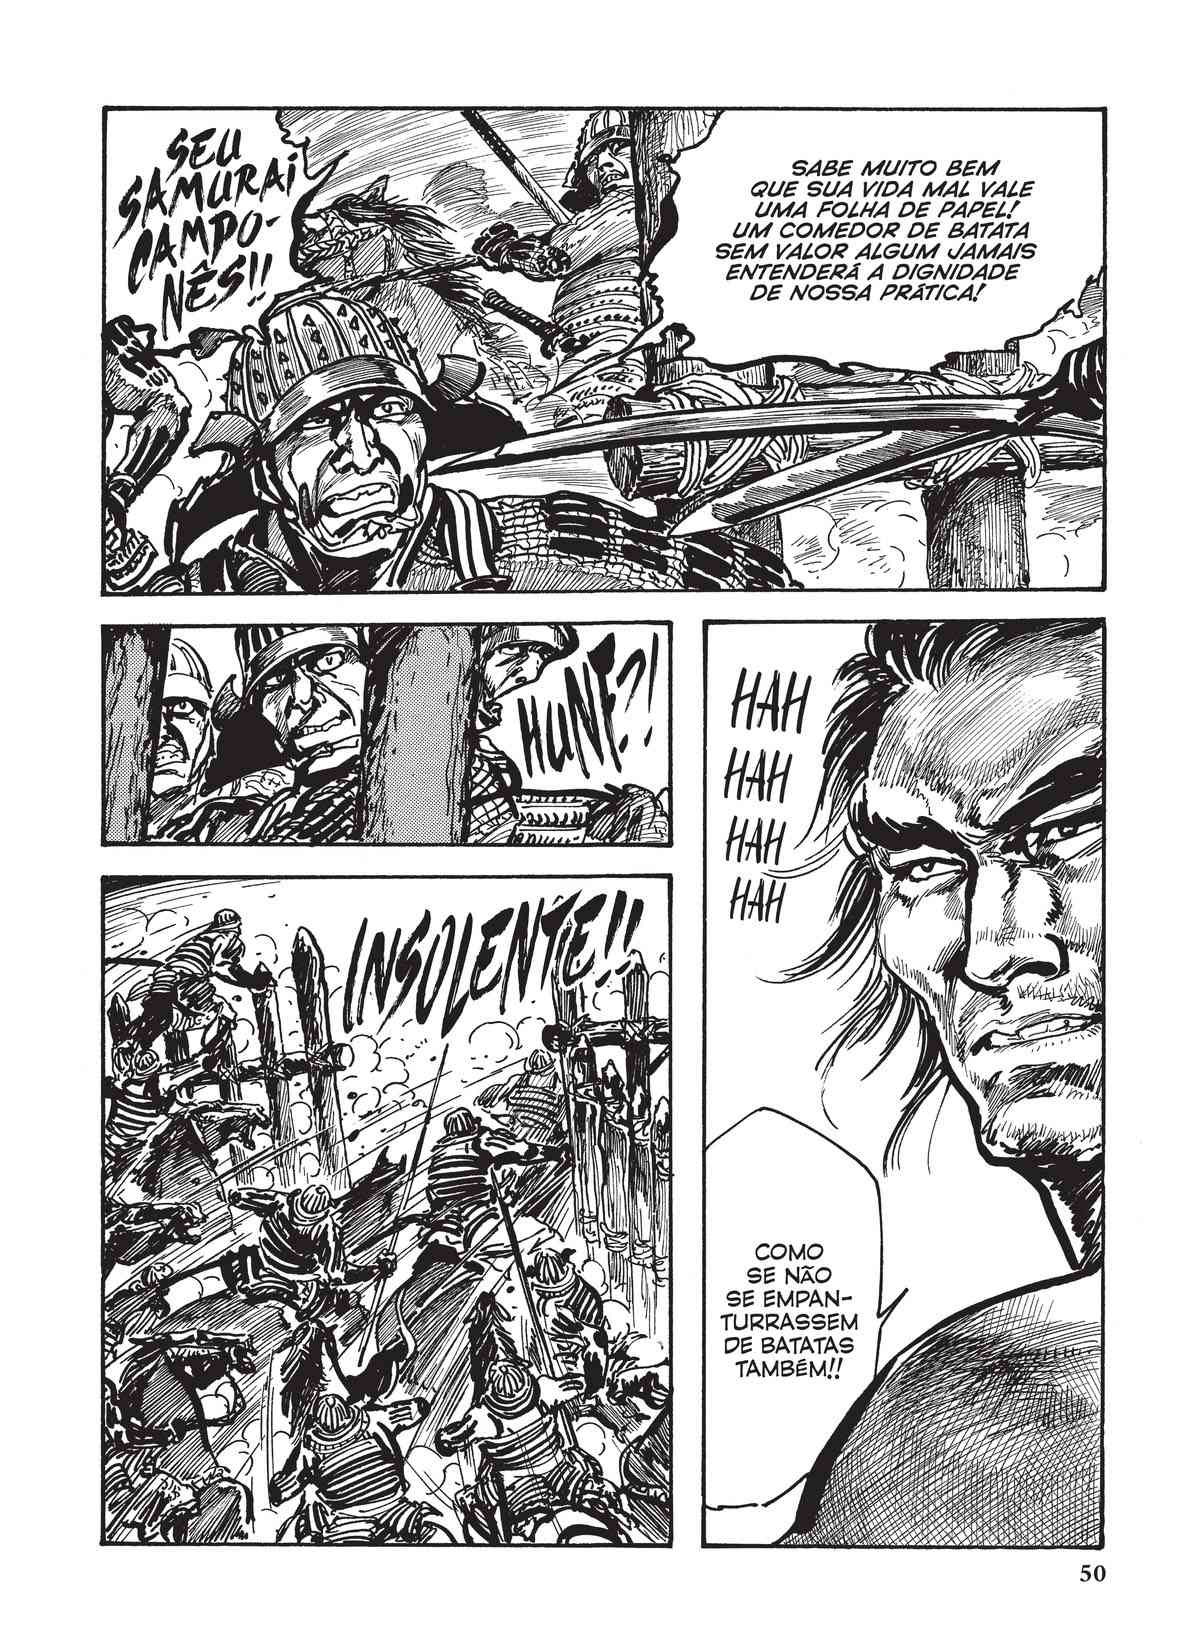 SEU
SAMURAI
CAMPO-
NÊS!!
SABE MUITO BEM
QUE SUA VIDA MAL VALE
UMA FOLHA DE PAPEL!
UM COMEDOR DE BATATA
SEM VALOR ALGUM JAMAIS
ENTENDERÁ A DIGNIDADE
DE NOSSA PRÁTICA!
HUNF?!
HAH
HAH
HAH
HAH
COMO
SE NÃO
SE EMPAN-
TURRASSEM
DE BATATAS
TAMBÉM!!
INSOLENTE!!
50